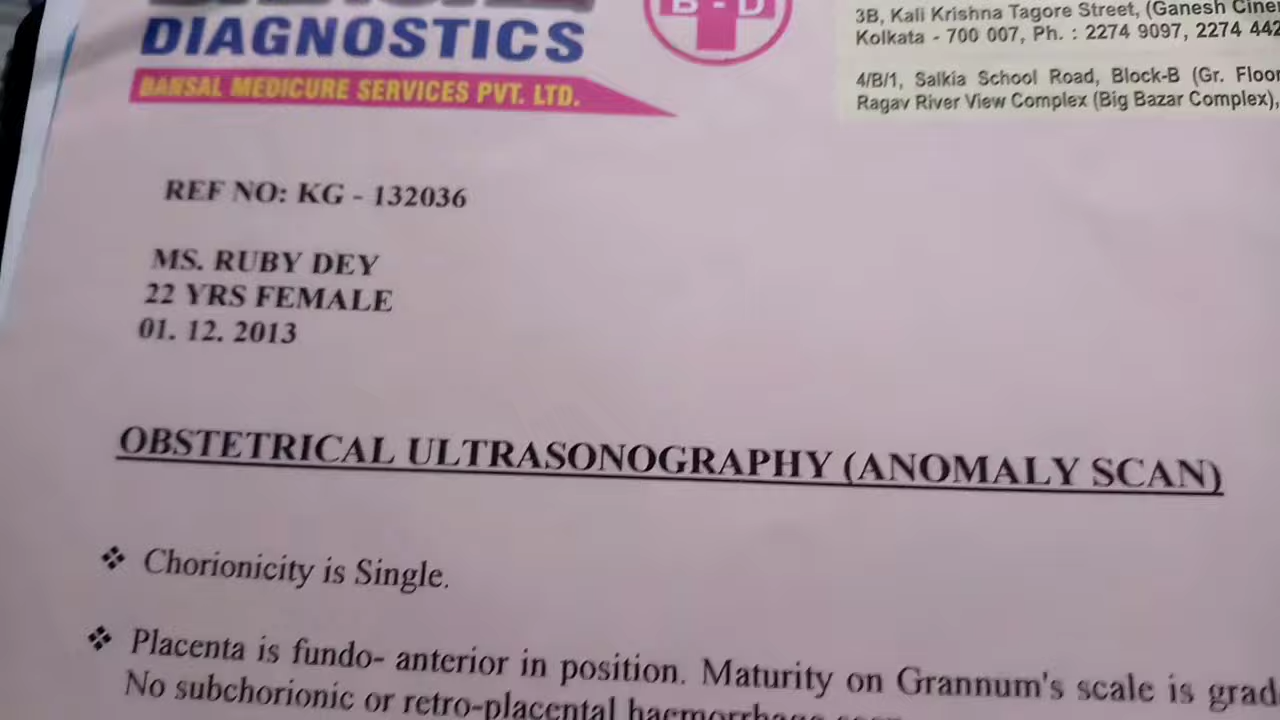 DIAGNOSTICS
BANSAL MEDICURE SERVICES PVT. LTD.
B - D
3B, Kali Krishna Tagore Street, (Ganesh
Kolkata - 700 007, Ph. : 2274 9097, 2274
4/B/1, Salkia School Road, Block-B (Gr.
Ragav River View Complex (Big Bazar Complex),
REF NO: KG - 132036
MS. RUBY DEY
22 YRS FEMALE
01. 12. 2013
OBSTETRICAL ULTRASONOGRAPHY (ANOMALY SCAN)
❖ Chorionicity is Single.
❖ Placenta is fundo- anterior in position. Maturity on Grannum's scale is
No subchorionic or retro-placental haemorrhage